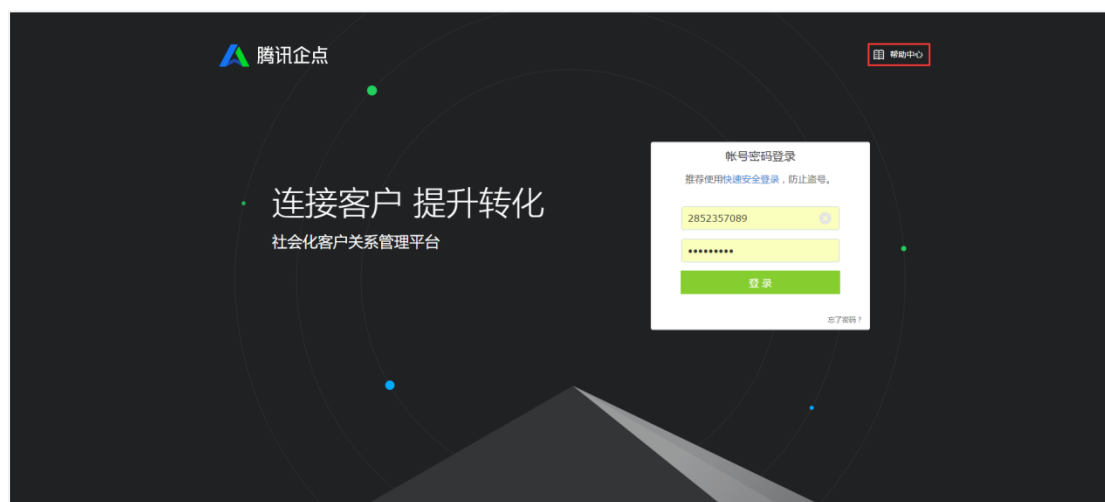 腾讯企点
帮助中心
连接客户 提升转化
社会化客户关系管理平台
帐号密码登录
推荐使用快速安全登录，防止盗号。
2852357089
•••••••••
登 录
忘了密码？